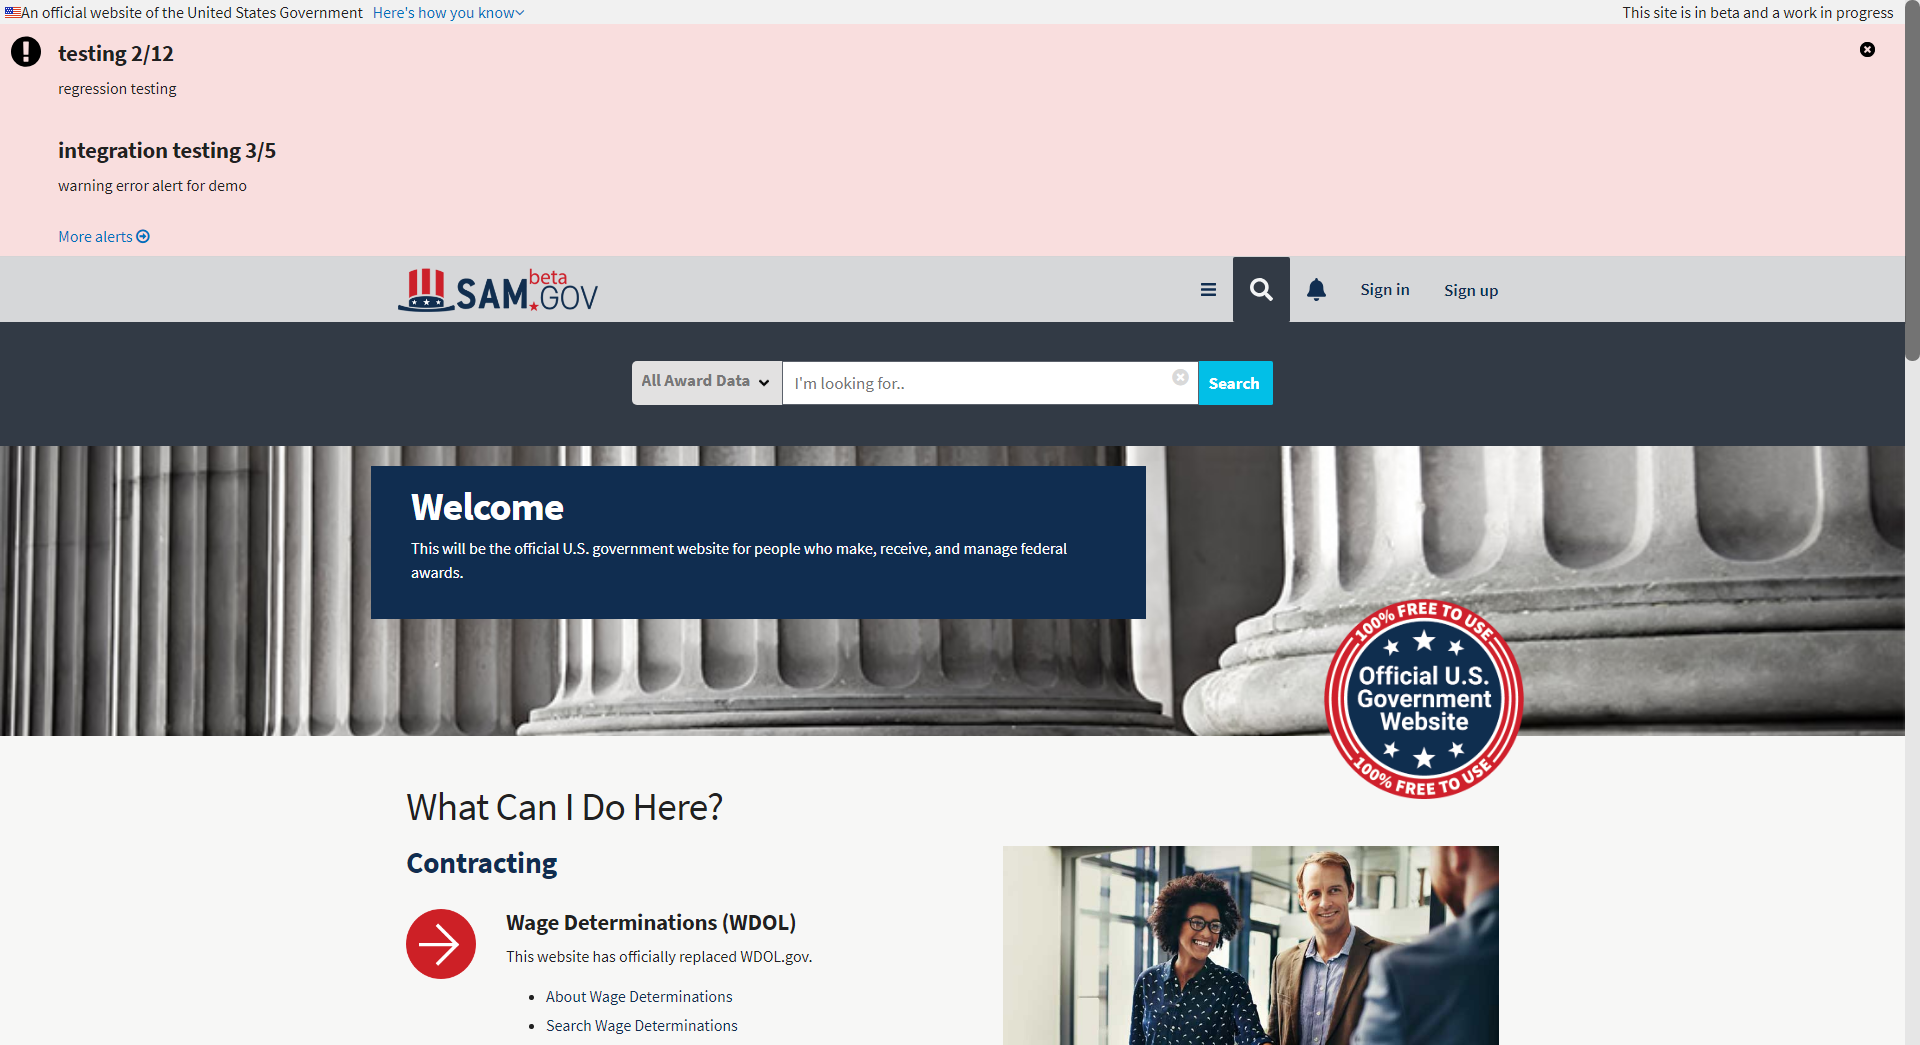 An official website of the United States Government Here's how you know
This site is in beta and a work in progress
testing 2/12
regression testing
integration testing 3/5
warning error alert for demo
More alerts
SAM.GOV beta
Sign in
Sign up
All Award Data
I'm looking for..
Search
Welcome
This will be the official U.S. government website for people who make, receive, and manage federal
awards.
100% FREE TO USE
Official U.S.
Government
Website
100% FREE TO USE
What Can I Do Here?
Contracting
Wage Determinations (WDOL)
This website has officially replaced WDOL.gov.
About Wage Determinations
Search Wage Determinations